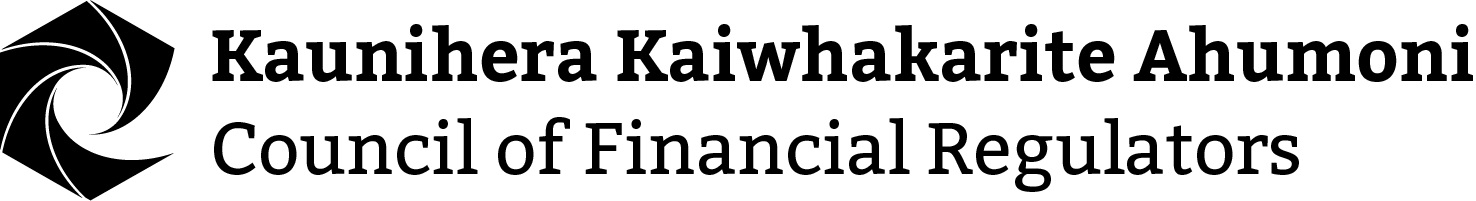 Kaunihera Kaiwhakarite Ahumoni
Council of Financial Regulators